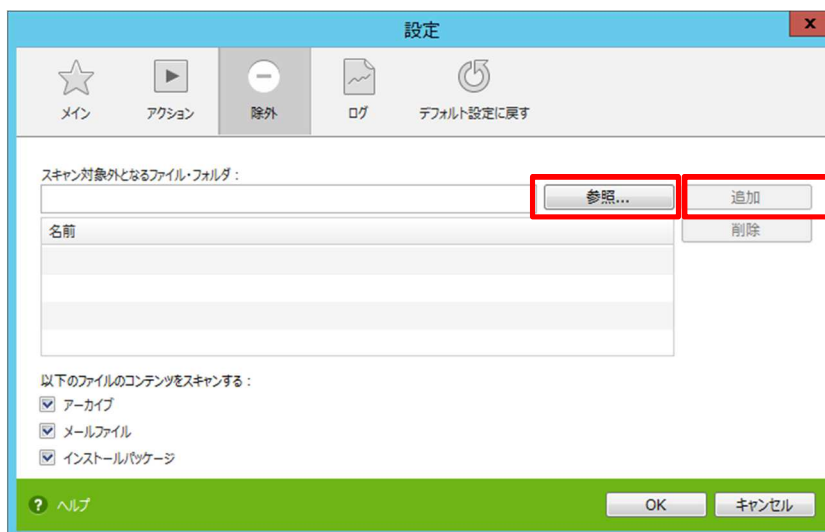 設定
x
メイン
アクション
除外
ログ
デフォルト設定に戻す
スキャン対象外となるファイル・フォルダ：
参照...
追加
名前
削除
以下のファイルのコンテンツをスキャンする：
アーカイブ
メールファイル
インストールパッケージ
? ヘルプ
OK
キャンセル